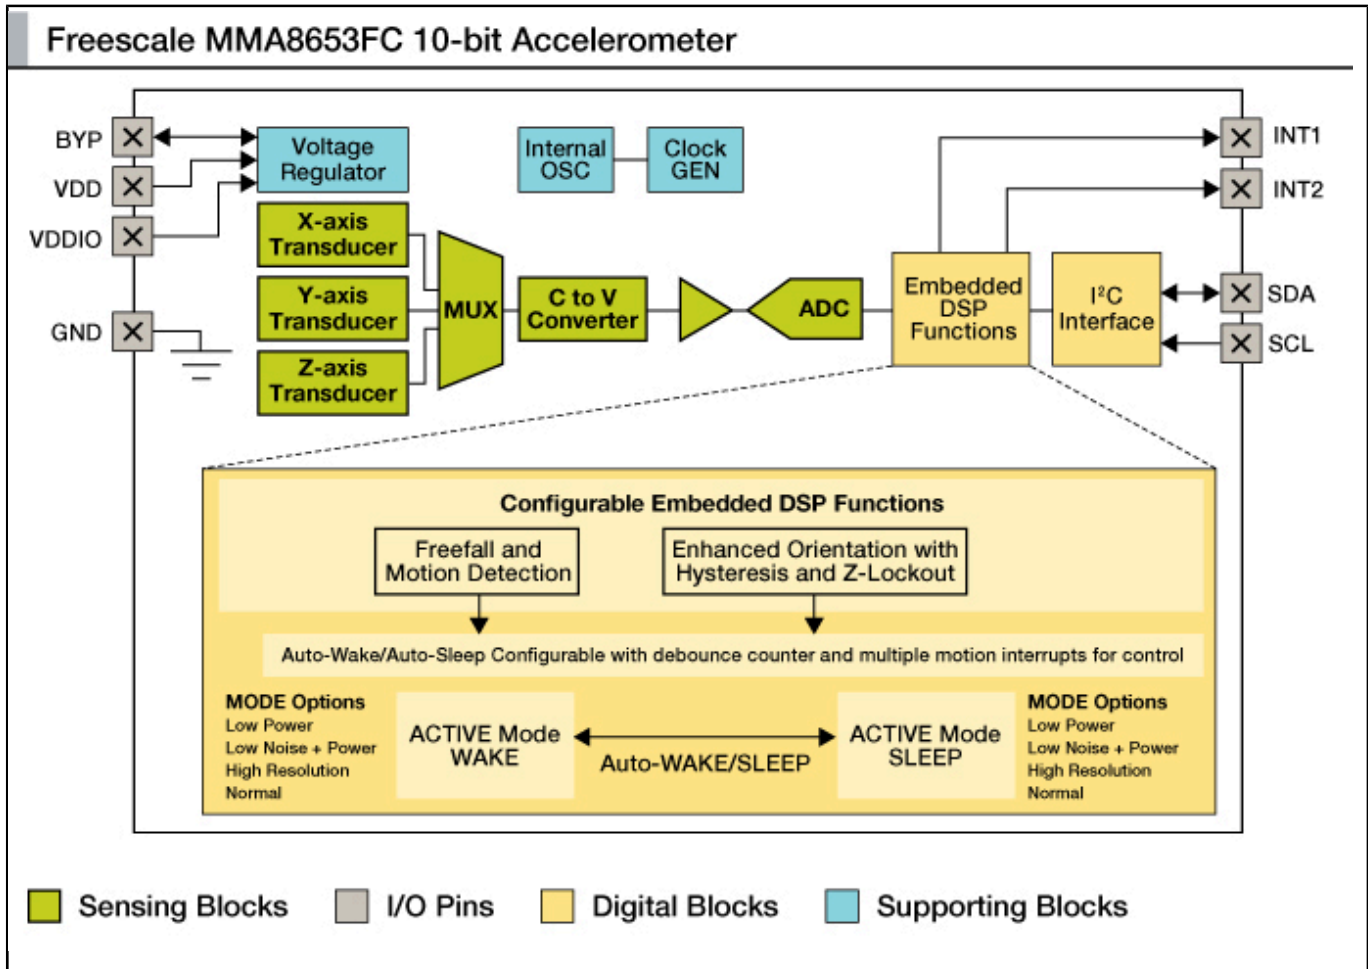 Freescale MMA8653FC 10-bit Accelerometer
BYP
VDD
VDDIO
GND
Voltage
Regulator
Internal
OSC
Clock
GEN
INT1
INT2
X-axis
Transducer
Y-axis
Transducer
Z-axis
Transducer
MUX
C to V
Converter
ADC
Embedded
DSP
Functions
I²C
Interface
SDA
SCL
Configurable Embedded DSP Functions
Freefall and
Motion Detection
Enhanced Orientation with
Hysteresis and Z-Lockout
Auto-Wake/Auto-Sleep Configurable with debounce counter and multiple motion interrupts for control
MODE Options
Low Power
Low Noise + Power
High Resolution
Normal
ACTIVE Mode
WAKE
Auto-WAKE/SLEEP
ACTIVE Mode
SLEEP
MODE Options
Low Power
Low Noise + Power
High Resolution
Normal
Sensing Blocks
I/O Pins
Digital Blocks
Supporting Blocks